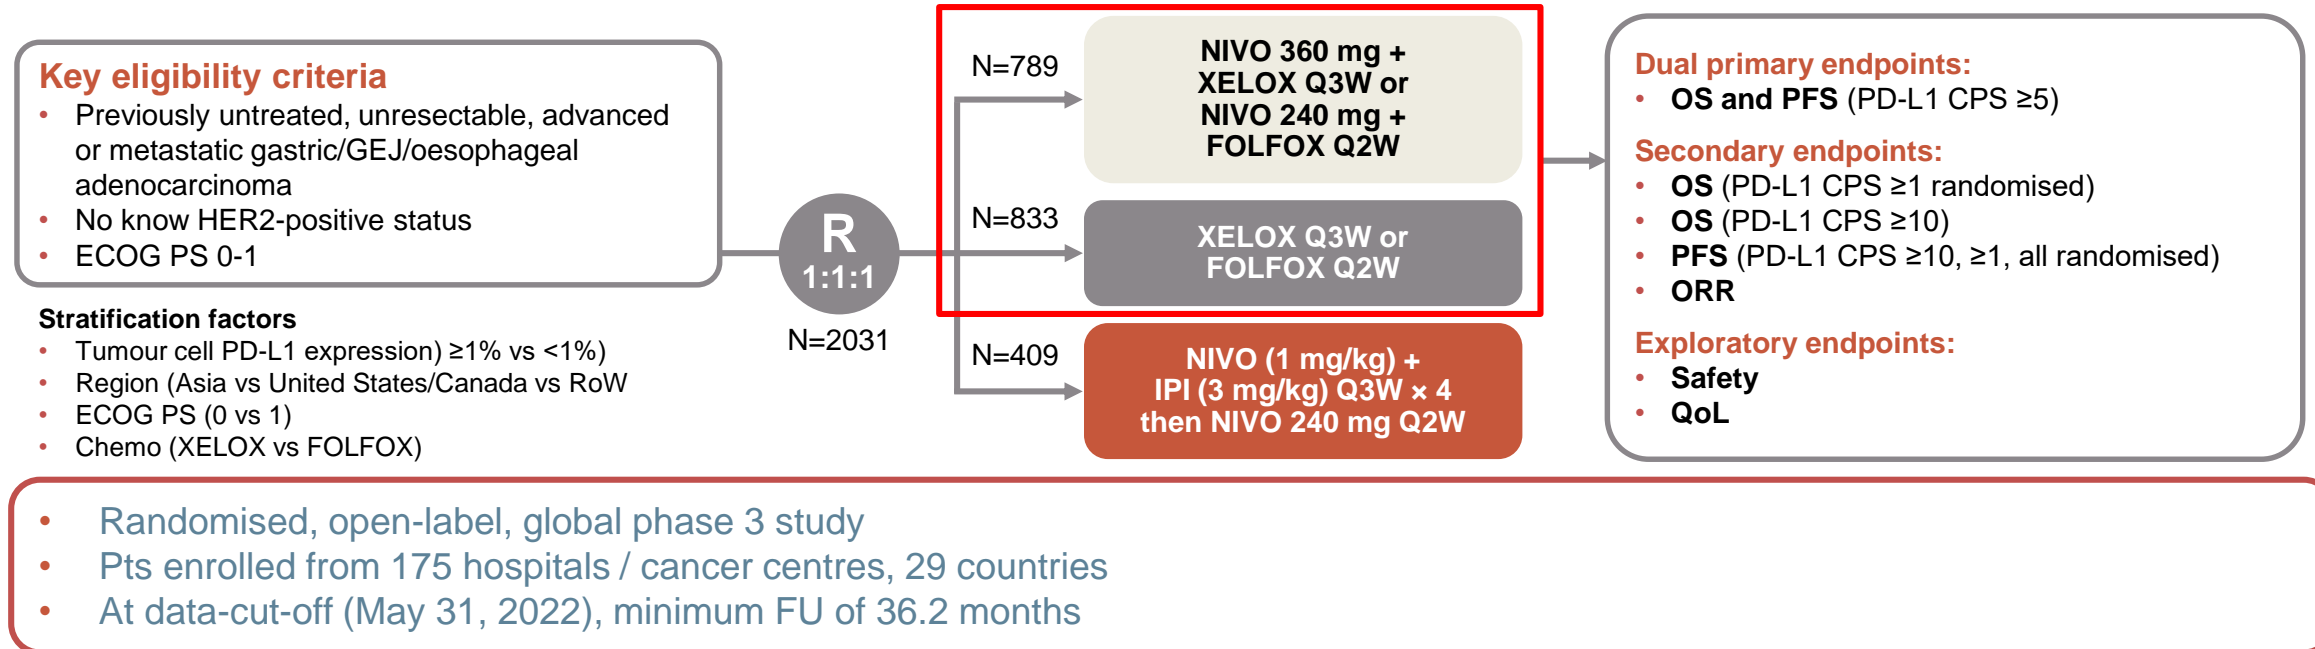 Key eligibility criteria
• Previously untreated, unresectable, advanced
or metastatic gastric/GEJ/oesophageal
adenocarcinoma
• No know HER2-positive status
• ECOG PS 0-1
Stratification factors
• Tumour cell PD-L1 expression) ≥1% vs <1%)
• Region (Asia vs United States/Canada vs RoW
• ECOG PS (0 vs 1)
• Chemo (XELOX vs FOLFOX)
R
1:1:1
N=2031
N=789
NIVO 360 mg +
XELOX Q3W or
NIVO 240 mg +
FOLFOX Q2W
N=833
XELOX Q3W or
FOLFOX Q2W
N=409
NIVO (1 mg/kg) +
IPI (3 mg/kg) Q3W × 4
then NIVO 240 mg Q2W
Dual primary endpoints:
• OS and PFS (PD-L1 CPS ≥5)
Secondary endpoints:
• OS (PD-L1 CPS ≥1 randomised)
• OS (PD-L1 CPS ≥10)
• PFS (PD-L1 CPS ≥10, ≥1, all randomised)
• ORR
Exploratory endpoints:
• Safety
• QoL
• Randomised, open-label, global phase 3 study
• Pts enrolled from 175 hospitals / cancer centres, 29 countries
• At data-cut-off (May 31, 2022), minimum FU of 36.2 months